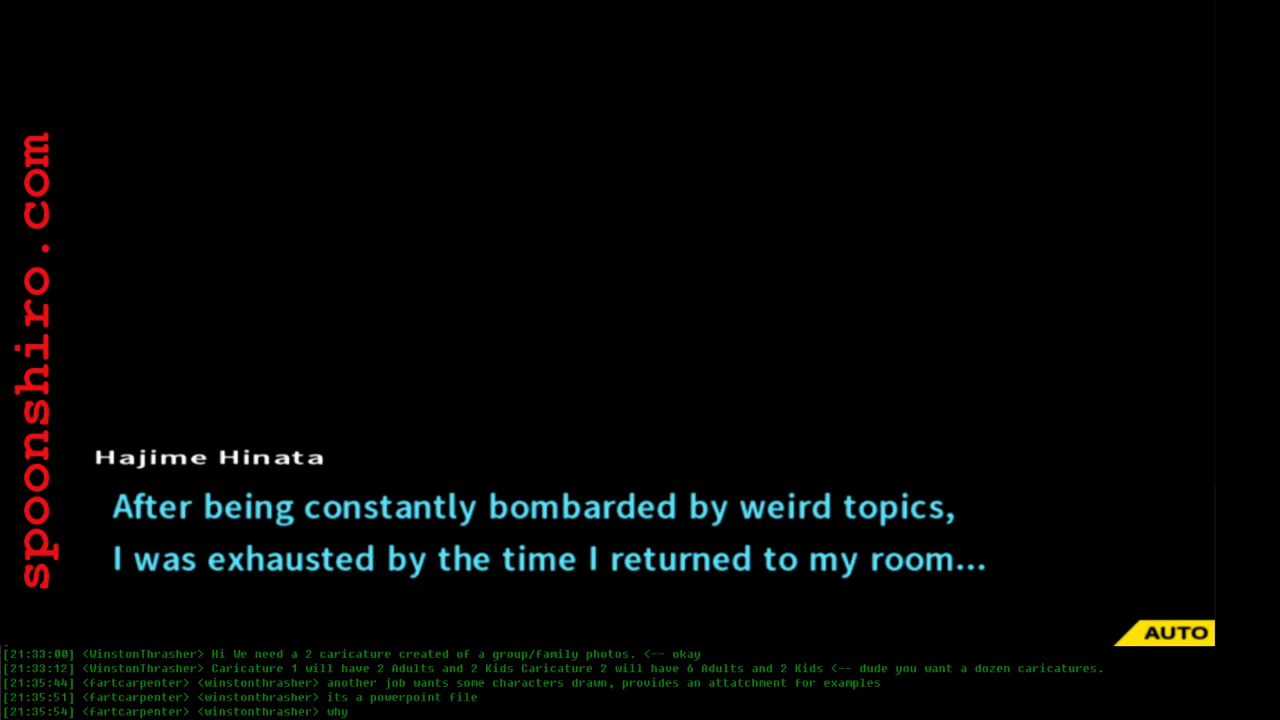 spoonshiro.com
Hajime Hinata
After being constantly bombarded by weird topics,
I was exhausted by the time I returned to my room...
AUTO
[21:33:00] <WinstonThrasher> Hi We need a 2 caricature created of a group/family photos. <-- okay
[21:33:12] <WinstonThrasher> Caricature 1 will have 2 Adults and 2 Kids Caricature 2 will have 6 Adults and 2 Kids <-- dude you want a dozen caricatures.
[21:35:44] <fartcarpenter> <winstonthrasher> another job wants some characters drawn, provides an attatchment for examples
[21:35:51] <fartcarpenter> <winstonthrasher> its a powerpoint file
[21:35:54] <fartcarpenter> <winstonthrasher> why